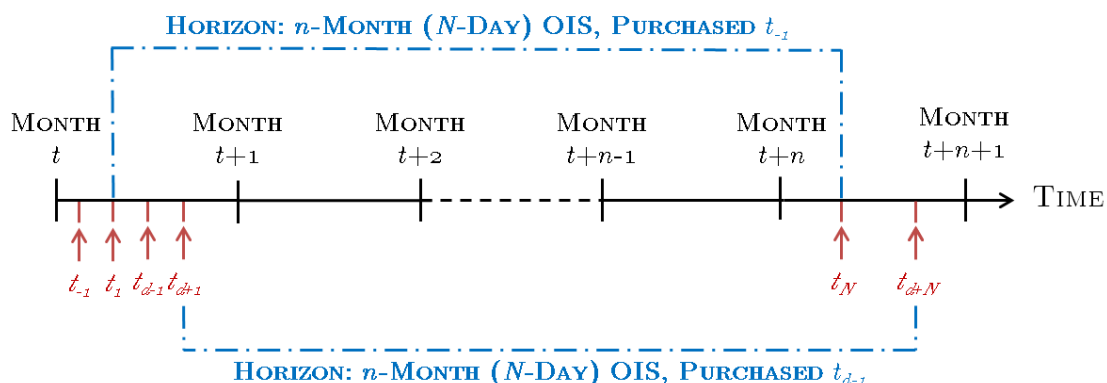 HORIZON: n-MONTH (N-DAY) OIS, PURCHASED t-1
MONTH t
MONTH t+1
MONTH t+2
MONTH t+n-1
MONTH t+n
MONTH t+n+1
TIME
t-1 t1 td-1 td+1 tN td+N
HORIZON: n-MONTH (N-DAY) OIS, PURCHASED td-1